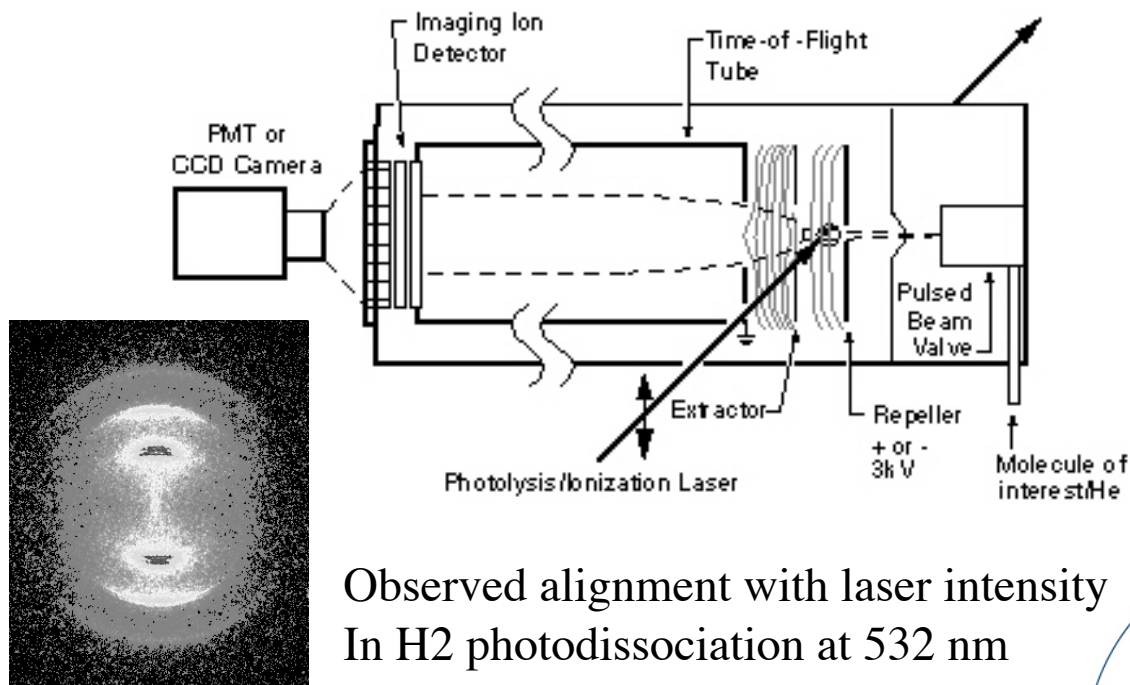 Imaging Ion
Detector
Time-of -Flight
Tube
PMT or
CCD Camera
Pulsed
Beam
Valve
Extractor
Repeller
+ or -
3kV
Photolysis/Ionization Laser
Molecule of
interest/He
Observed alignment with laser intensity
In H2 photodissociation at 532 nm